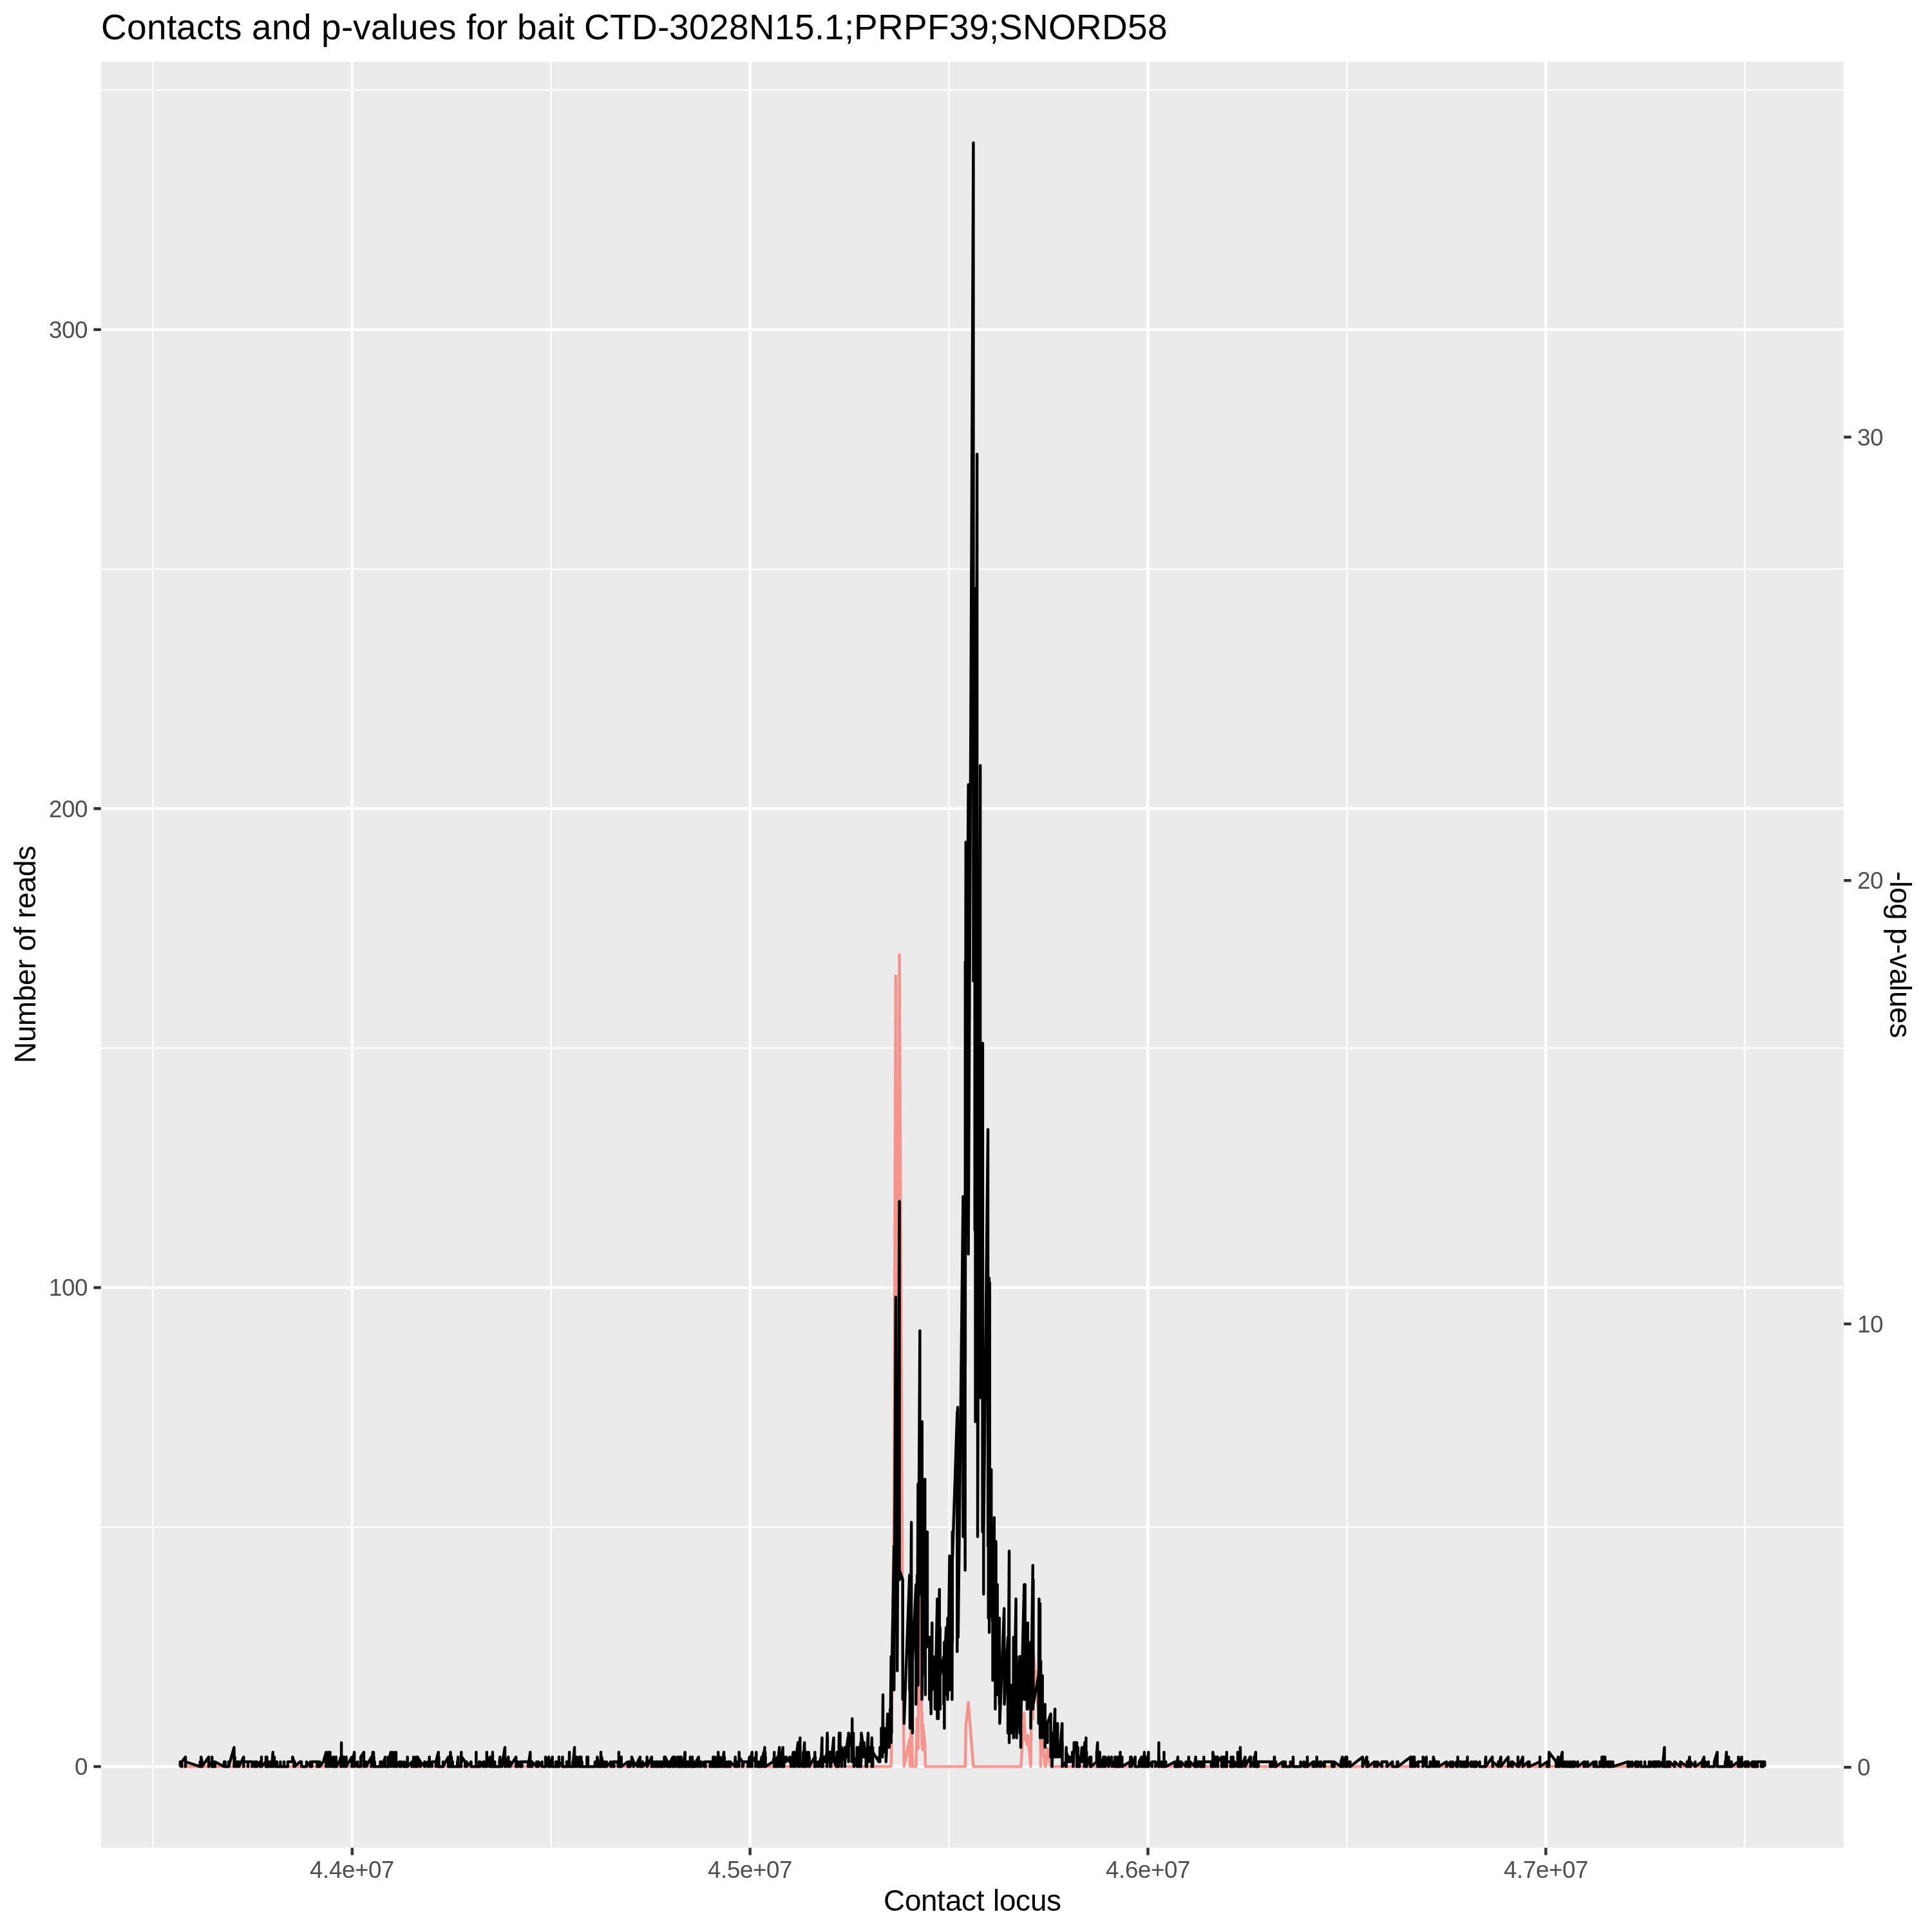 Contacts and p-values for bait CTD-3028N15.1;PRPF39;SNORD58
300
200
100
0
Number of reads
30
20
10
0
-log p-values
4.4e+07
4.5e+07
4.6e+07
4.7e+07
Contact locus